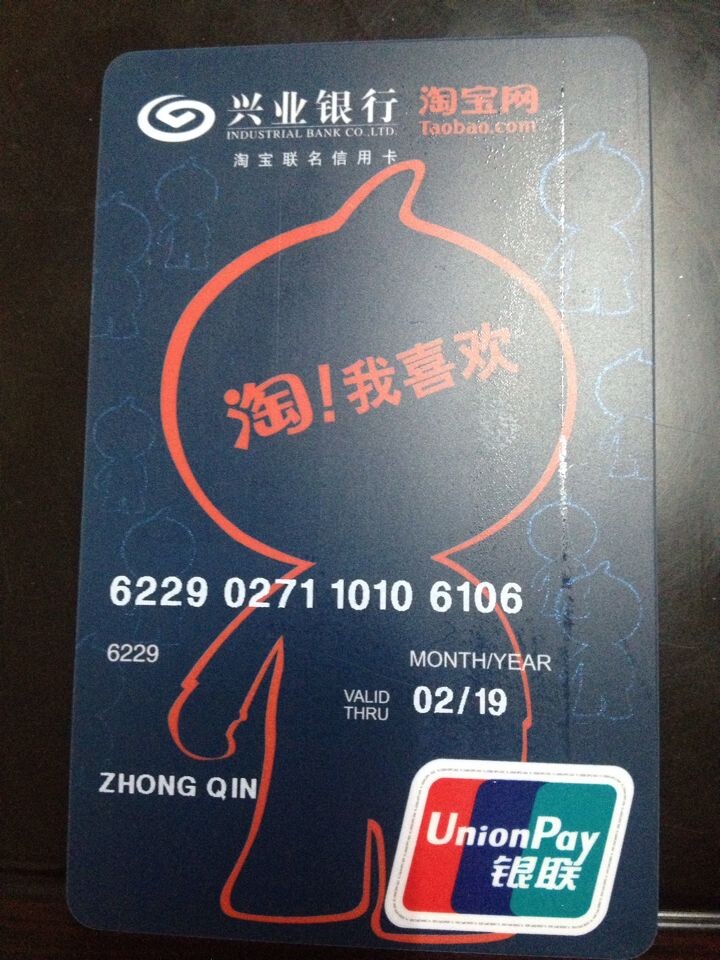 兴业银行 淘宝网
INDUSTRIAL BANK CO.,LTD. Taobao.com
淘宝联名信用卡
淘!我喜欢
6229 0271 1010 6106
6229
MONTH/YEAR
VALID THRU 02/19
ZHONG QIN
UnionPay
银联